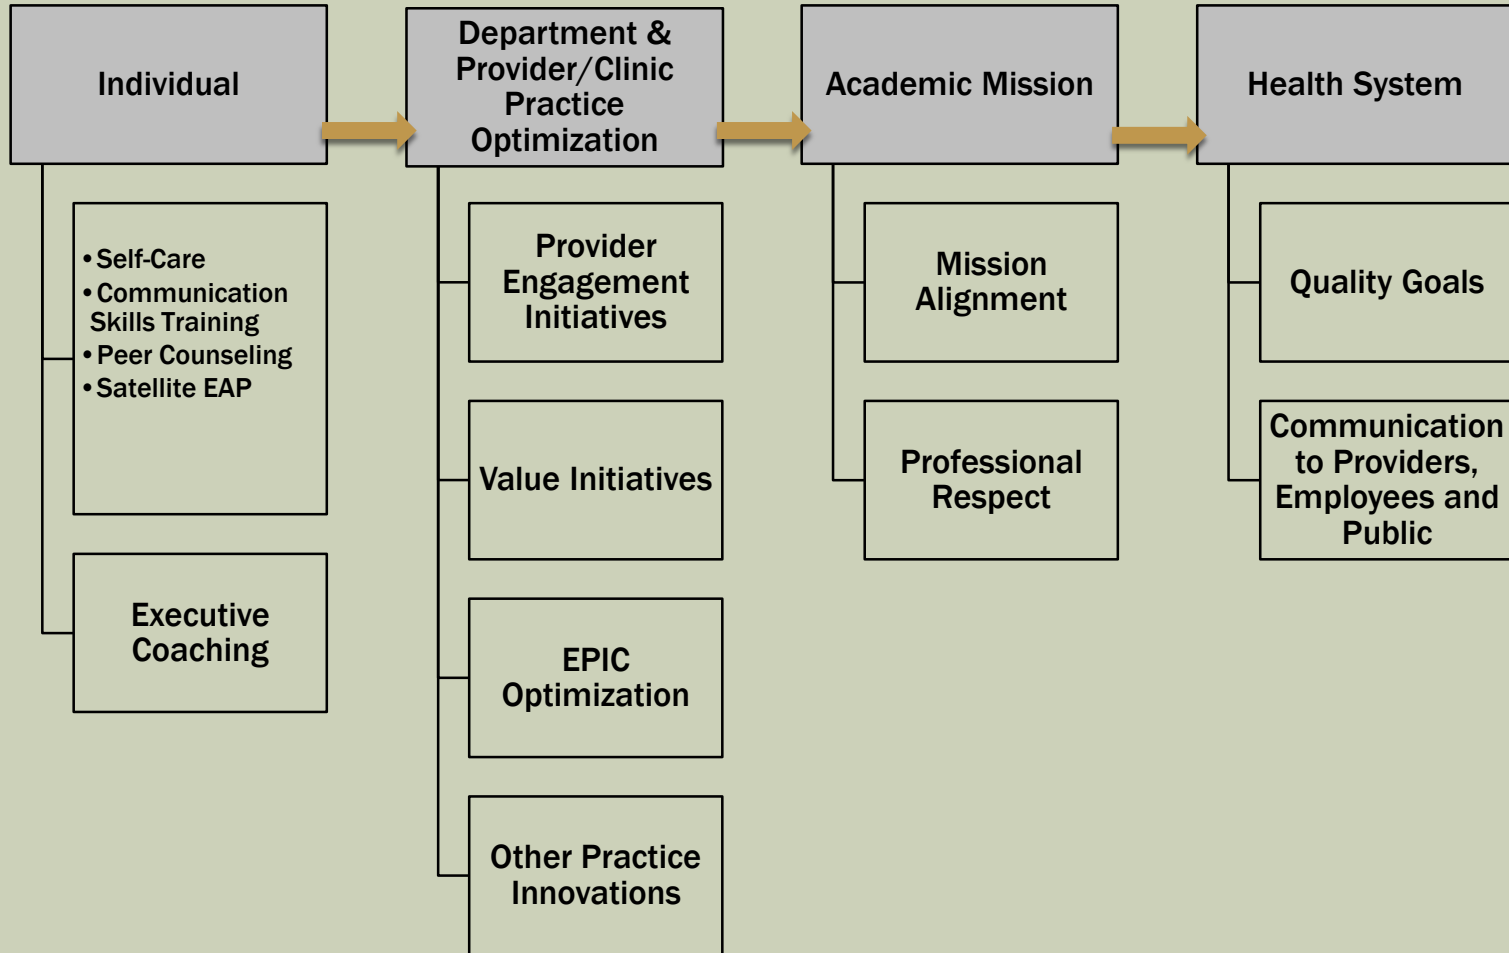 Individual
Department &
Provider/Clinic
Practice
Optimization
Academic Mission
Health System
• Self-Care
• Communication
Skills Training
• Peer Counseling
• Satellite EAP
Executive
Coaching
Provider
Engagement
Initiatives
Value Initiatives
EPIC
Optimization
Other Practice
Innovations
Mission
Alignment
Professional
Respect
Quality Goals
Communication
to Providers,
Employees and
Public